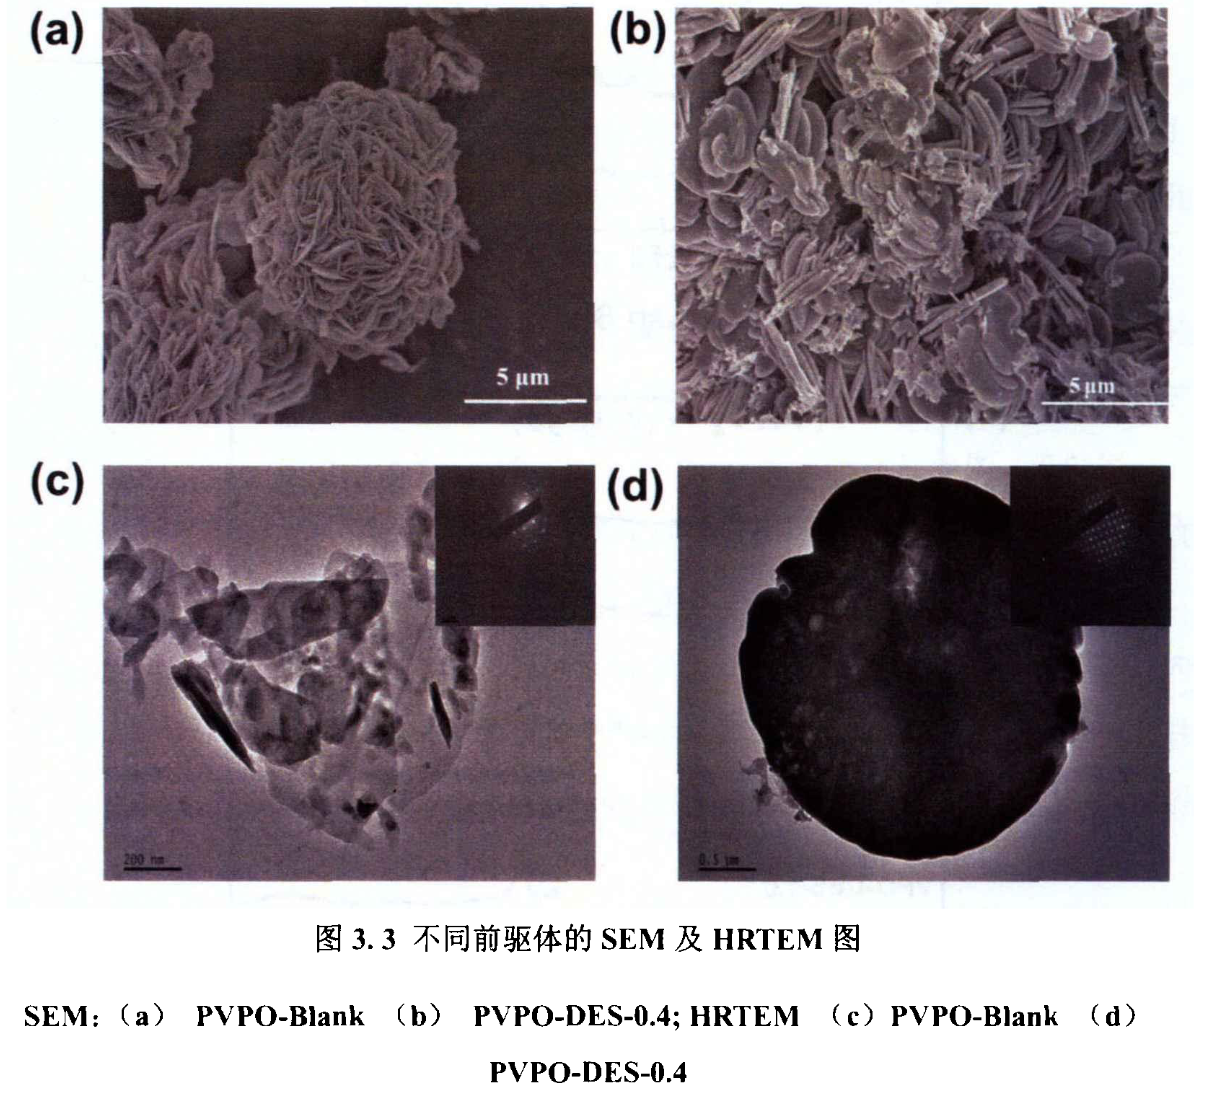 (a)
(b)
5 μm
5 μm
(c)
(d)
200 nm
0.5 μm
图 3. 3 不同前驱体的 SEM 及 HRTEM 图
SEM:（a） PVPO-Blank （b） PVPO-DES-0.4; HRTEM （c）PVPO-Blank （d）
PVPO-DES-0.4